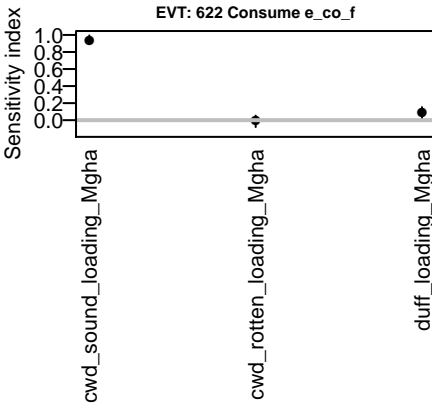 EVT: 622 Consume e_co_f
Sensitivity index
1.0
0.8
0.6
0.4
0.2
0.0
cwd_sound_loading_Mgha
cwd_rotten_loading_Mgha
duff_loading_Mgha